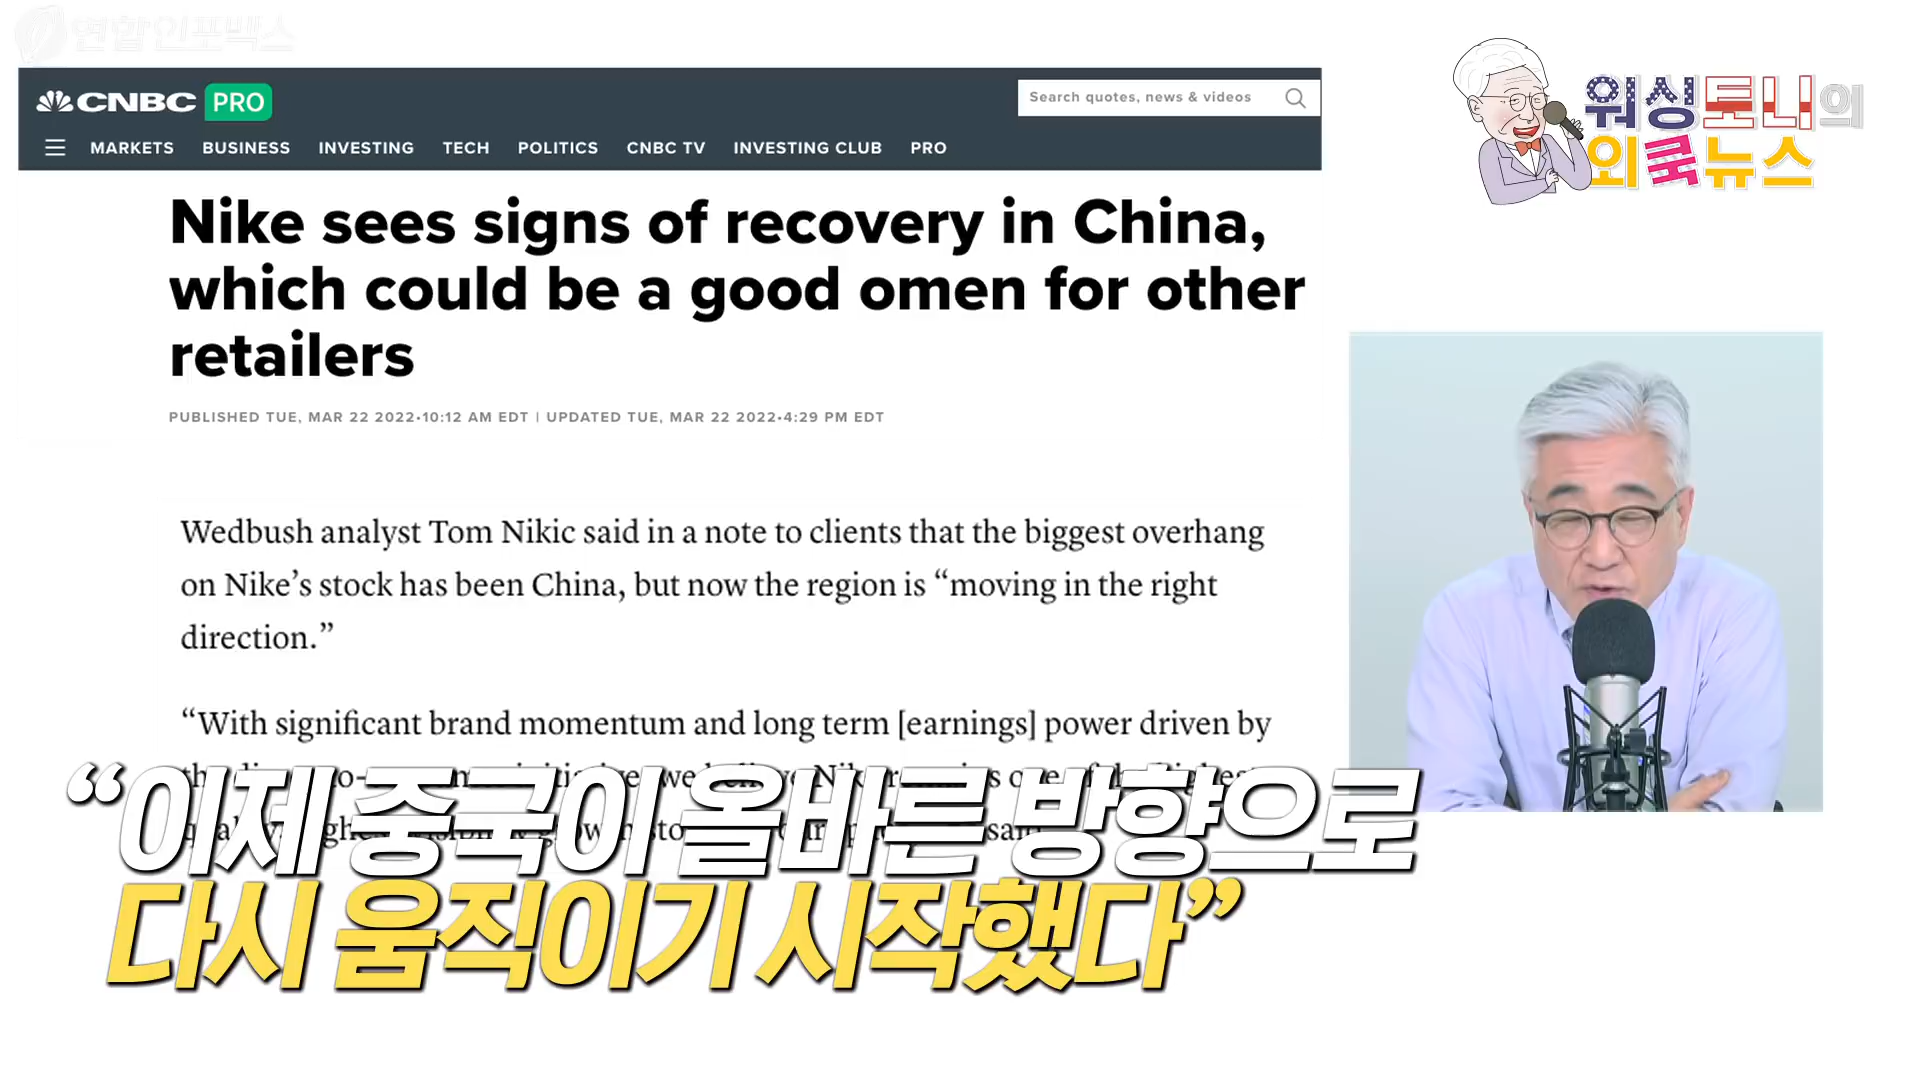 연합인포박스
CNBC PRO
Search quotes, news & videos
MARKETS BUSINESS INVESTING TECH POLITICS CNBC TV INVESTING CLUB PRO
워싱토니의
외쿡뉴스
Nike sees signs of recovery in China,
which could be a good omen for other
retailers
PUBLISHED TUE, MAR 22 2022•10:12 AM EDT | UPDATED TUE, MAR 22 2022•4:29 PM EDT
Wedbush analyst Tom Nikic said in a note to clients that the biggest overhang
on Nike’s stock has been China, but now the region is “moving in the right
direction.”
“With significant brand momentum and long term [earnings] power driven by
we
“이제 중국이 올바른 방향으로
다시 움직이기 시작했다”